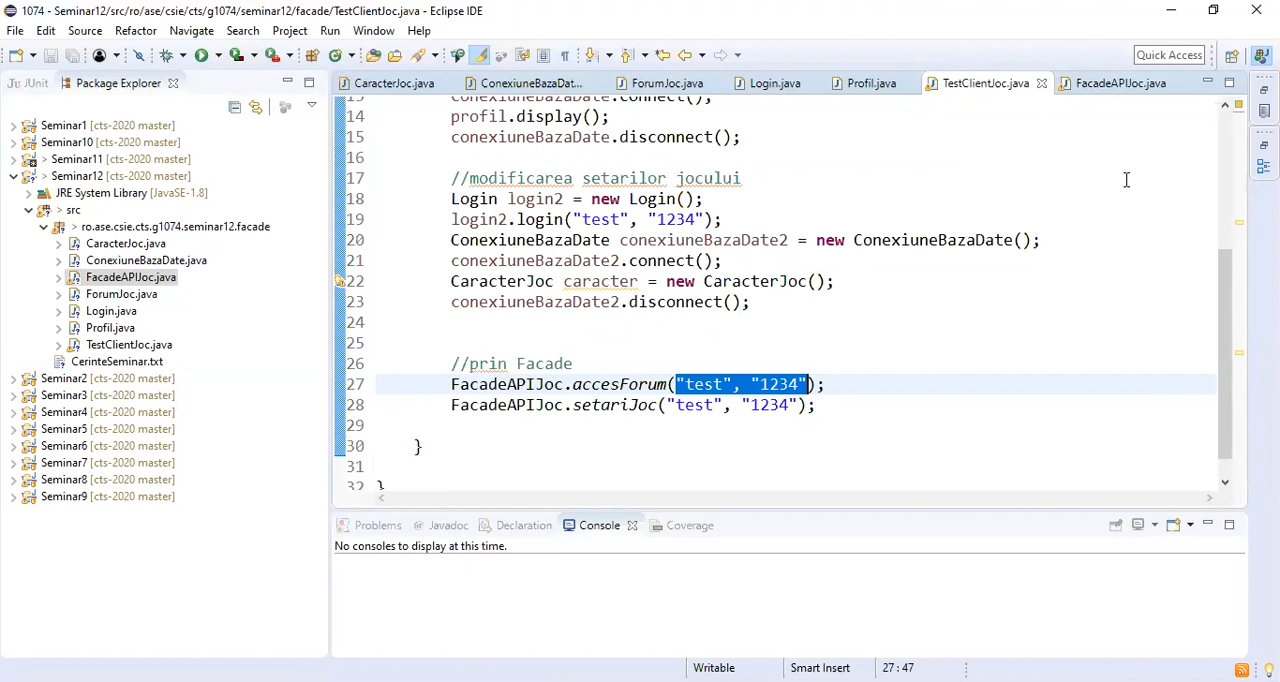 1074 - Seminar12/src/ro/ase/csie/cts/g1074/seminar12/facade/TestClientJoc.java - Eclipse IDE
File Edit Source Refactor Navigate Search Project Run Window Help
Quick Access
JUnit Package Explorer
CaracterJoc.java ConexiuneBazaDat... ForumJoc.java Login.java Profil.java TestClientJoc.java FacadeAPIJoc.java
Seminar1 [cts-2020 master]
Seminar10 [cts-2020 master]
> Seminar11 [cts-2020 master]
> Seminar12 [cts-2020 master]
JRE System Library [JavaSE-1.8]
> src
> ro.ase.csie.cts.g1074.seminar12.facade
CaracterJoc.java
ConexiuneBazaDate.java
FacadeAPIJoc.java
ForumJoc.java
Login.java
Profil.java
TestClientJoc.java
CerinteSeminar.txt
Seminar2 [cts-2020 master]
Seminar3 [cts-2020 master]
Seminar4 [cts-2020 master]
Seminar5 [cts-2020 master]
Seminar6 [cts-2020 master]
Seminar7 [cts-2020 master]
Seminar8 [cts-2020 master]
Seminar9 [cts-2020 master]
13 conexiuneBazaDate.connect();
14 profil.display();
15 conexiuneBazaDate.disconnect();
16
17 //modificarea setarilor jocului
18 Login login2 = new Login();
19 login2.login("test", "1234");
20 ConexiuneBazaDate conexiuneBazaDate2 = new ConexiuneBazaDate();
21 conexiuneBazaDate2.connect();
22 CaracterJoc caracter = new CaracterJoc();
23 conexiuneBazaDate2.disconnect();
24
25
26 //prin Facade
27 FacadeAPIJoc.accesForum("test", "1234");
28 FacadeAPIJoc.setariJoc("test", "1234");
29
30 }
31
32 }
Problems @ Javadoc Declaration Console Coverage
No consoles to display at this time.
Writable Smart Insert 27 : 47